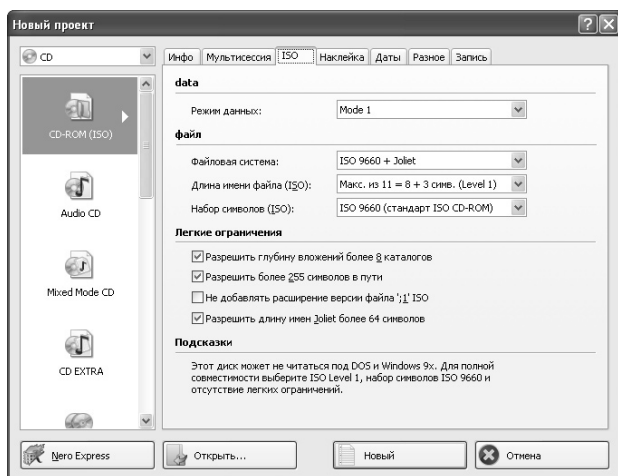 Новый проект
CD
CD-ROM (ISO)
Audio CD
Mixed Mode CD
CD EXTRA
Инфо Мультисессия ISO Наклейка Даты Разное Запись
data
Режим данных: Mode 1
файл
Файловая система: ISO 9660 + Joliet
Длина имени файла (ISO): Макс. из 11 = 8 + 3 симв. (Level 1)
Набор символов (ISO): ISO 9660 (стандарт ISO CD-ROM)
Легкие ограничения
Разрешить глубину вложений более 8 каталогов
Разрешить более 255 символов в пути
Не добавлять расширение версии файла ';1' ISO
Разрешить длину имен Joliet более 64 символов
Подсказки
Этот диск может не читаться под DOS и Windows 9x. Для полной
совместимости выберите ISO Level 1, набор символов ISO 9660 и
отсутствие легких ограничений.
Nero Express Открыть... Новый Отмена